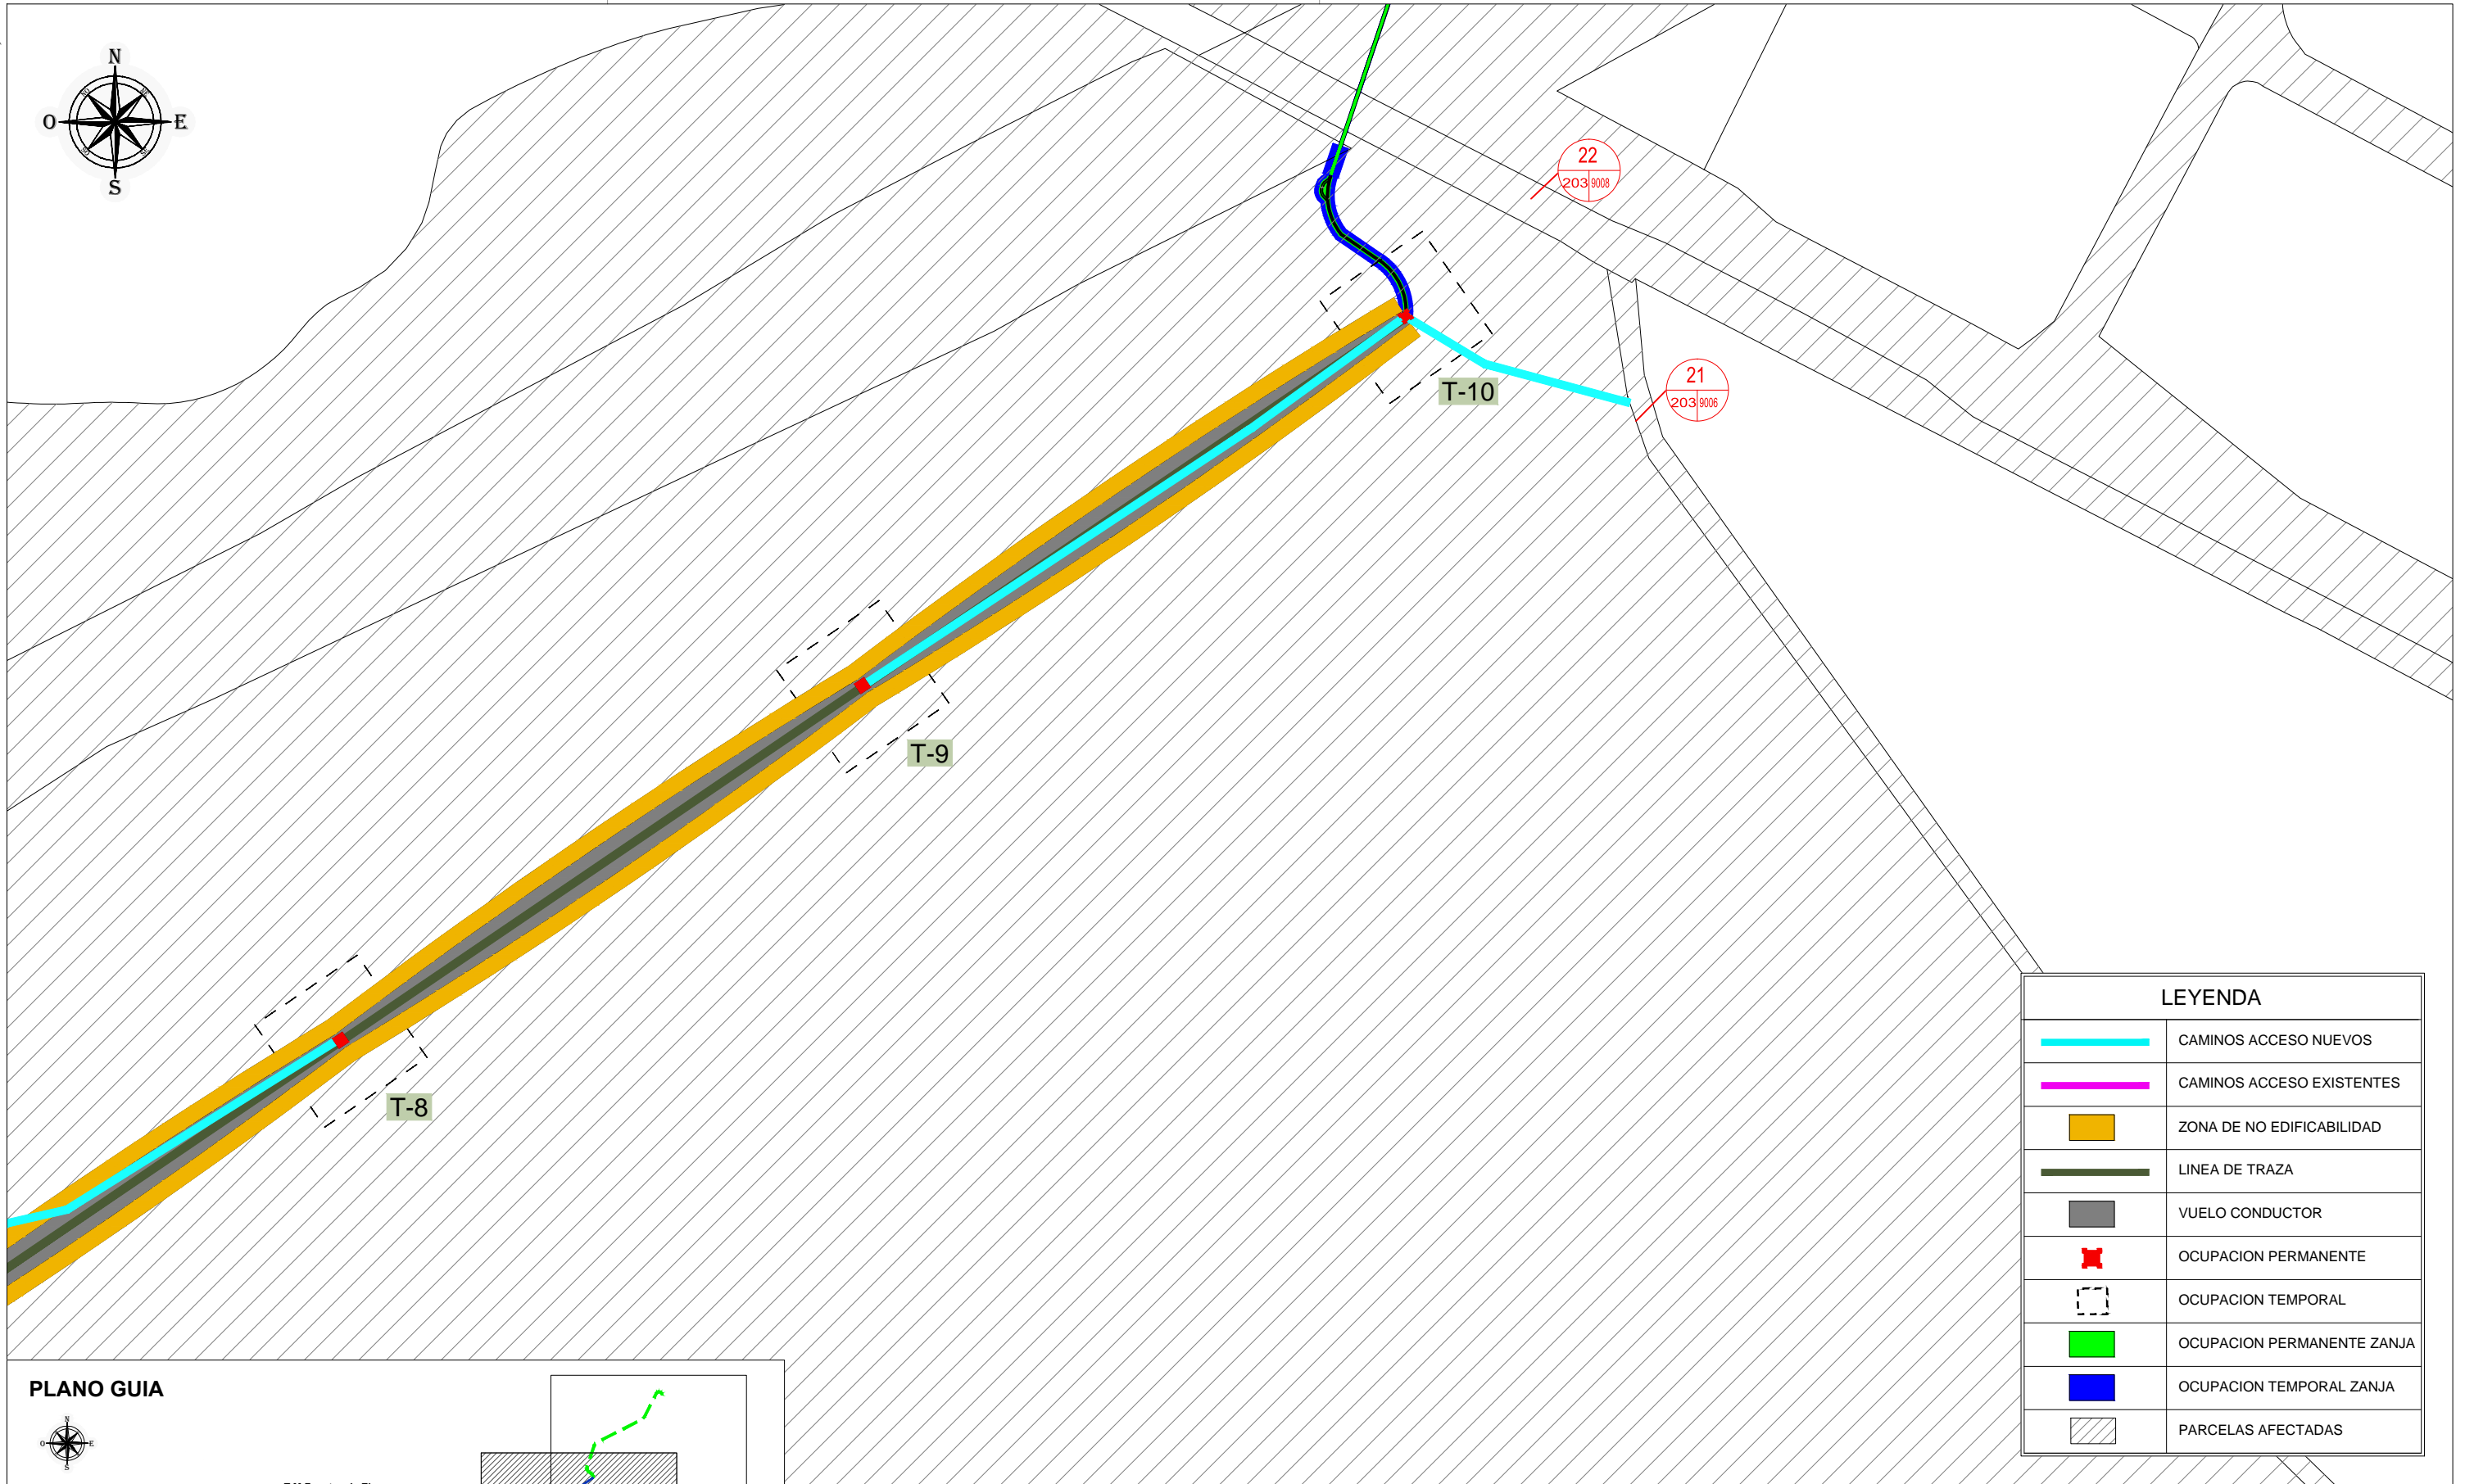 N
O E
S
22
203 9008
21
203 9006
T-10
T-9
T-8
LEYENDA
CAMINOS ACCESO NUEVOS
CAMINOS ACCESO EXISTENTES
ZONA DE NO EDIFICABILIDAD
LINEA DE TRAZA
VUELO CONDUCTOR
OCUPACION PERMANENTE
OCUPACION TEMPORAL
OCUPACION PERMANENTE ZANJA
OCUPACION TEMPORAL ZANJA
PARCELAS AFECTADAS
PLANO GUIA
N
O E
S